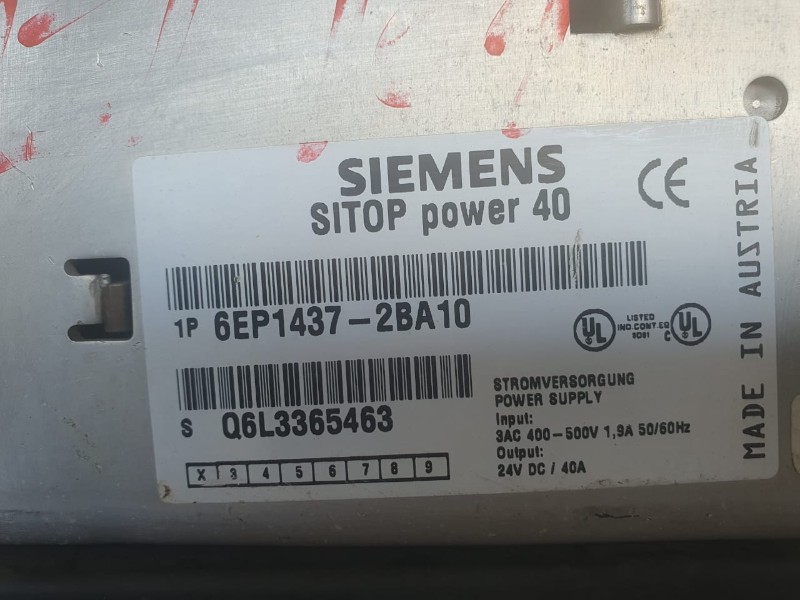 SIEMENS
SITOP power 40
1P 6EP1437-2BA10
S Q6L3365463
X 3 4 5 6 7 8 9
UL
LISTED
IND.CONT.EQ
C UL
STROMVERSORGUNG
POWER SUPPLY
Input:
3AC 400-500V 1,9A 50/60Hz
Output:
24V DC / 40A
CE
MADE IN AUSTRIA